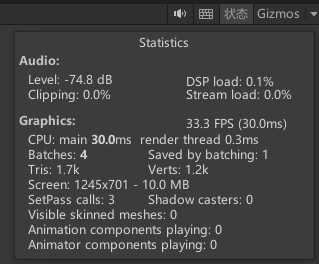 状态 Gizmos
Statistics
Audio:
Level: -74.8 dB DSP load: 0.1%
Clipping: 0.0% Stream load: 0.0%
Graphics: 33.3 FPS (30.0ms)
CPU: main 30.0ms render thread 0.3ms
Batches: 4 Saved by batching: 1
Tris: 1.7k Verts: 1.2k
Screen: 1245x701 - 10.0 MB
SetPass calls: 3 Shadow casters: 0
Visible skinned meshes: 0
Animation components playing: 0
Animator components playing: 0